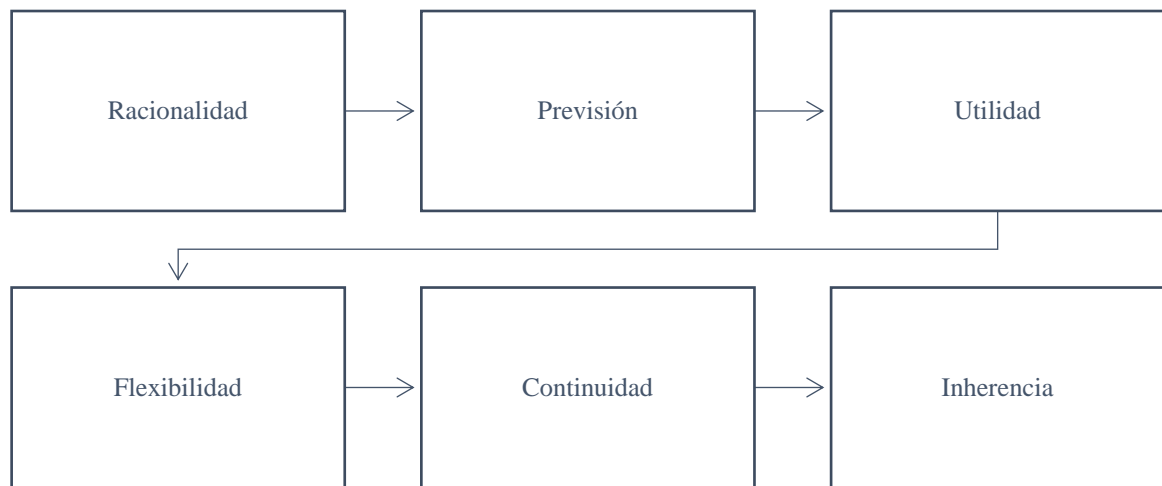 Racionalidad
Previsión
Utilidad
Flexibilidad
Continuidad
Inherencia